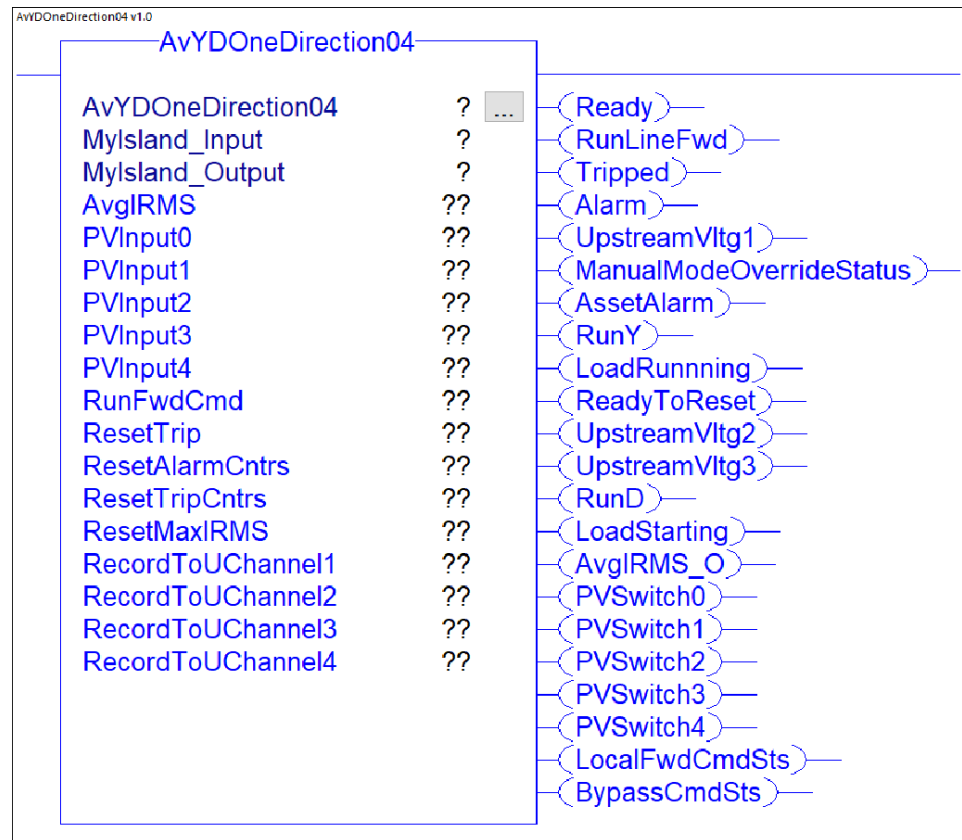 AvYDOneDirection04 v1.0
AvYDOneDirection04
AvYDOneDirection04 ? ... Ready
MyIsland_Input ? RunLineFwd
MyIsland_Output ? Tripped
AvgIRMS ?? Alarm
PVInput0 ?? UpstreamVltg1
PVInput1 ?? ManualModeOverrideStatus
PVInput2 ?? AssetAlarm
PVInput3 ?? RunY
PVInput4 ?? LoadRunnning
RunFwdCmd ?? ReadyToReset
ResetTrip ?? UpstreamVltg2
ResetAlarmCntrs ?? UpstreamVltg3
ResetTripCntrs ?? RunD
ResetMaxIRMS ?? LoadStarting
RecordToUChannel1 ?? AvgIRMS_O
RecordToUChannel2 ?? PVSwitch0
RecordToUChannel3 ?? PVSwitch1
RecordToUChannel4 ?? PVSwitch2
PVSwitch3
PVSwitch4
LocalFwdCmdSts
BypassCmdSts